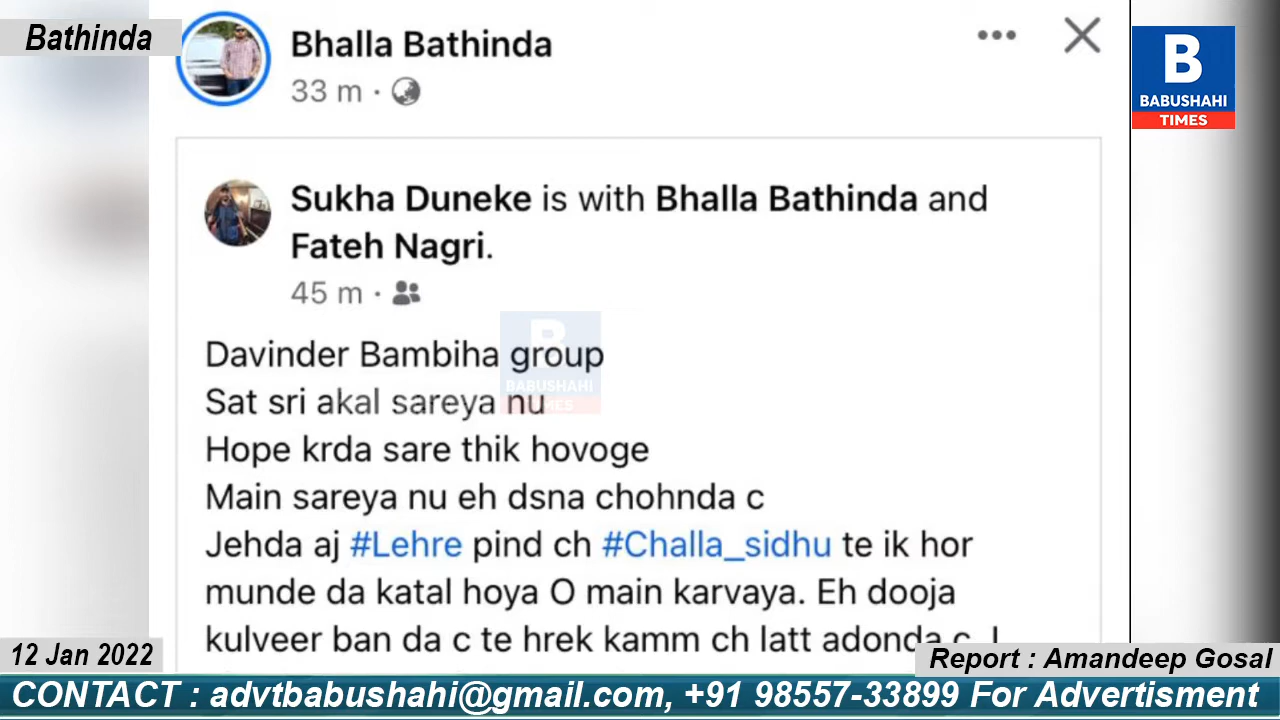 Bathinda
Bhalla Bathinda
33 m ·
B
BABUSHAHI
TIMES
Sukha Duneke is with Bhalla Bathinda and
Fateh Nagri.
45 m ·
B
BABUSHAHI
TIMES
Davinder Bambiha group
Sat sri akal sareya nu
Hope krda sare thik hovoge
Main sareya nu eh dsna chohnda c
Jehda aj #Lehre pind ch #Challa_sidhu te ik hor
munde da katal hoya O main karvaya. Eh dooja
kulveer ban da c te hrek kamm ch latt adonda c
12 Jan 2022
Report : Amandeep Gosal
CONTACT : advtbabushahi@gmail.com, +91 98557-33899 For Advertisment